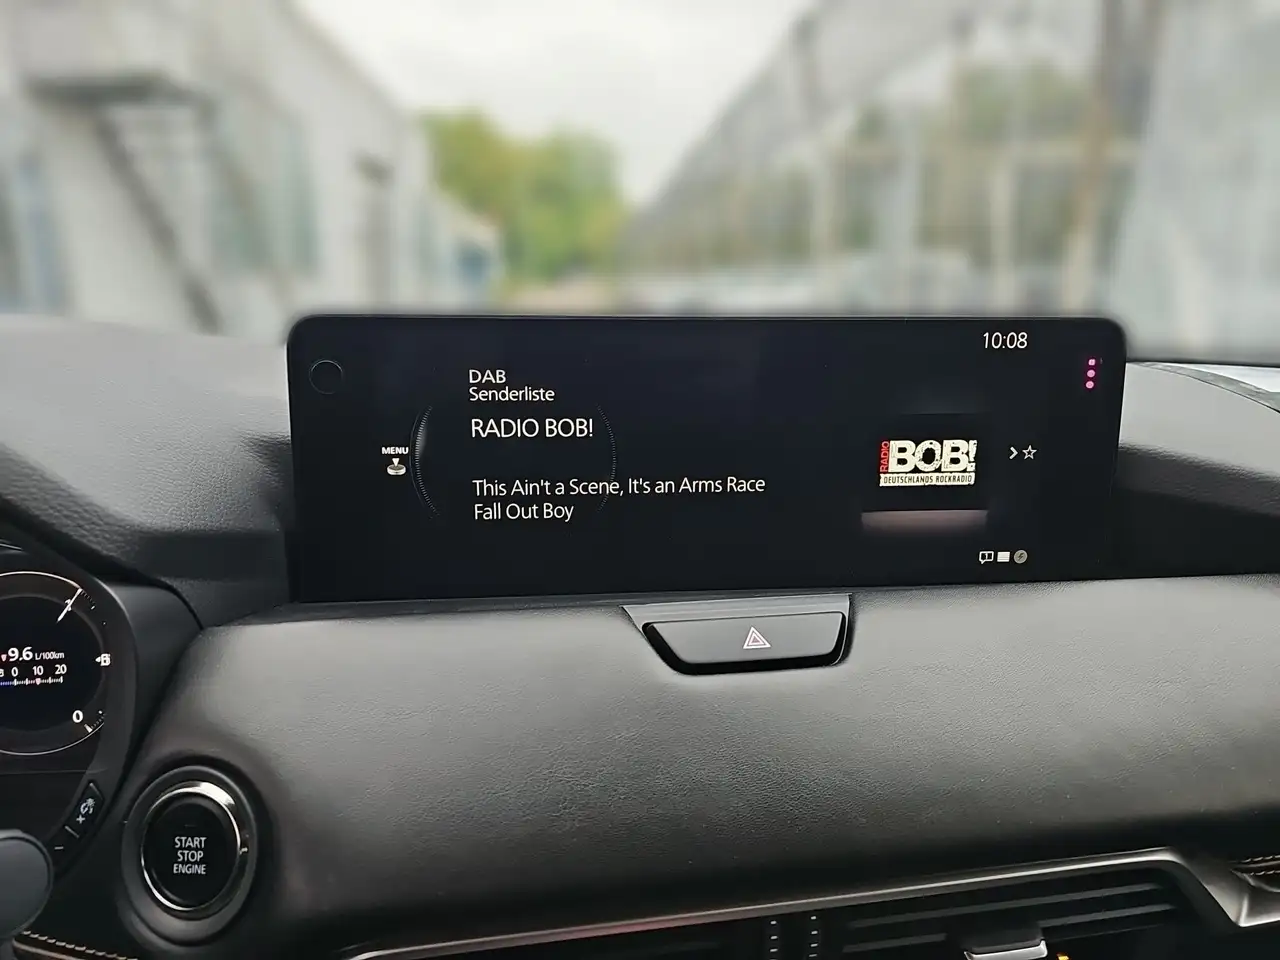 10:08
DAB
Senderliste
RADIO BOB!
MENU
This Ain't a Scene, It's an Arms Race
Fall Out Boy
RADIO
BOB!
DEUTSCHLANDS ROCKRADIO
9.6 L/100km
0 10 20
0
START
STOP
ENGINE